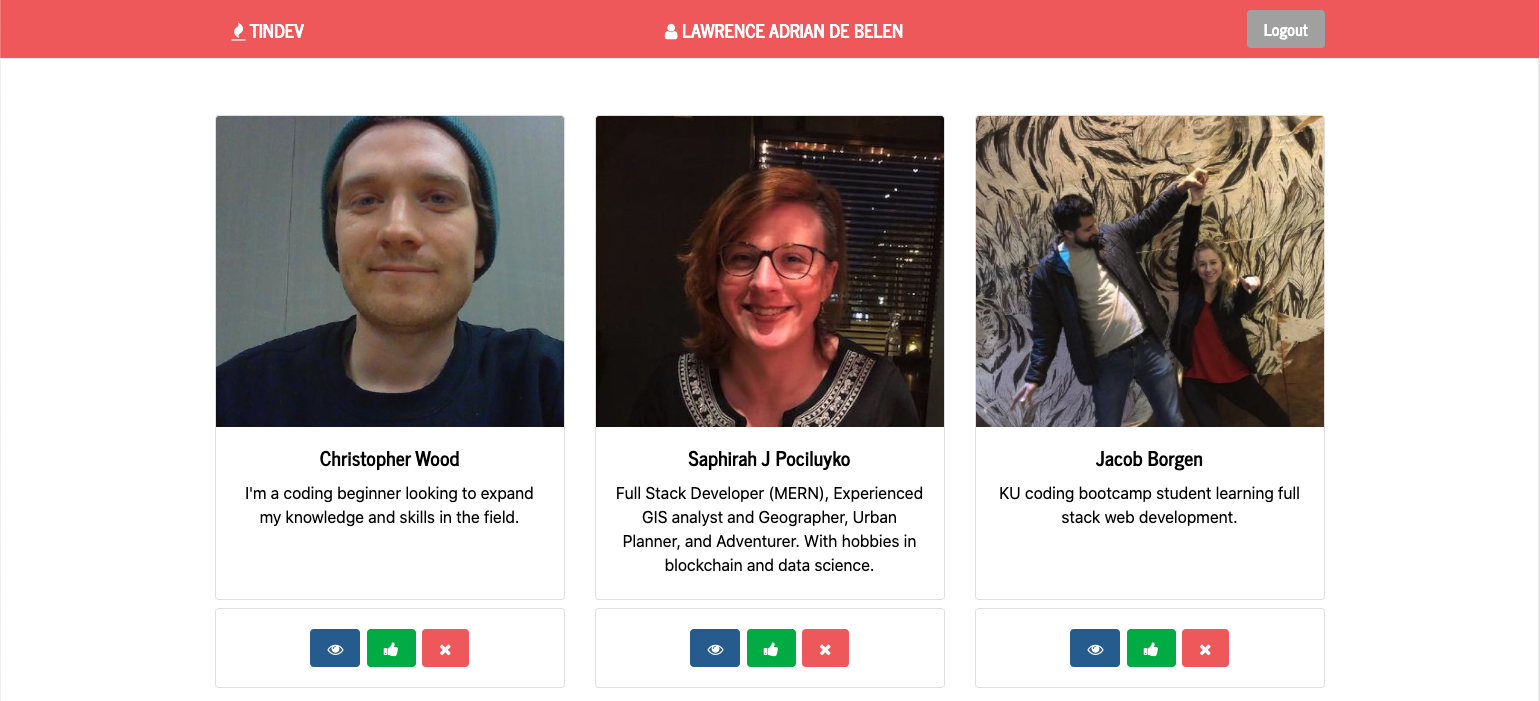 TINDEV
LAWRENCE ADRIAN DE BELEN
Logout
Christopher Wood
I'm a coding beginner looking to expand
my knowledge and skills in the field.
Saphirah J Pociluyko
Full Stack Developer (MERN), Experienced
GIS analyst and Geographer, Urban
Planner, and Adventurer. With hobbies in
blockchain and data science.
Jacob Borgen
KU coding bootcamp student learning full
stack web development.